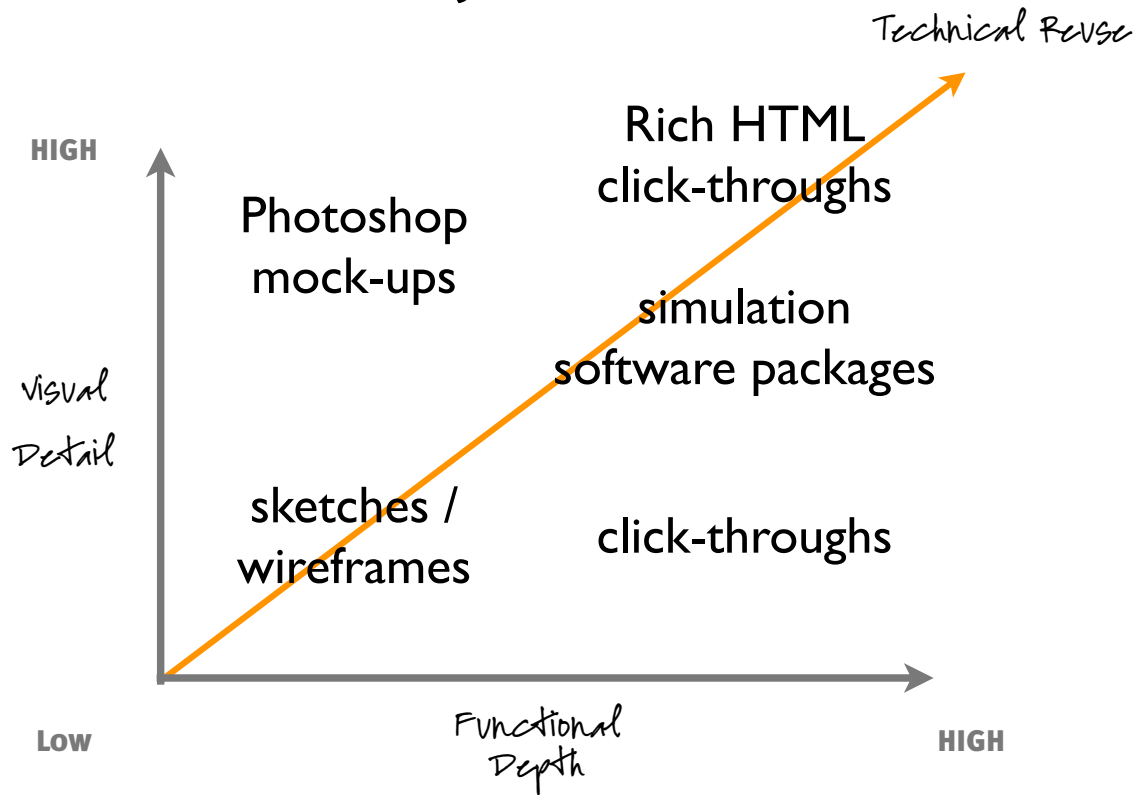 Technical Reuse
HIGH
Rich HTML
click-throughs
Photoshop
mock-ups
simulation
software packages
Visual
Detail
sketches /
wireframes
click-throughs
Low
Functional
Depth
HIGH